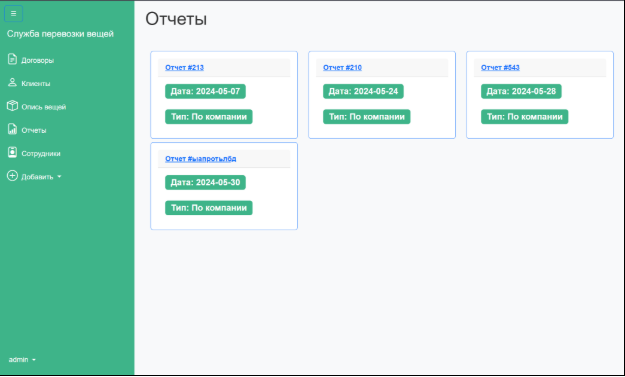 Служба перевозки вещей
Договоры
Клиенты
Опись вещей
Отчеты
Сотрудники
Добавить
admin
Отчеты
Отчет #213
Дата: 2024-05-07
Тип: По компании
Отчет #210
Дата: 2024-05-24
Тип: По компании
Отчет #543
Дата: 2024-05-28
Тип: По компании
Отчет #ыапротьлбд
Дата: 2024-05-30
Тип: По компании